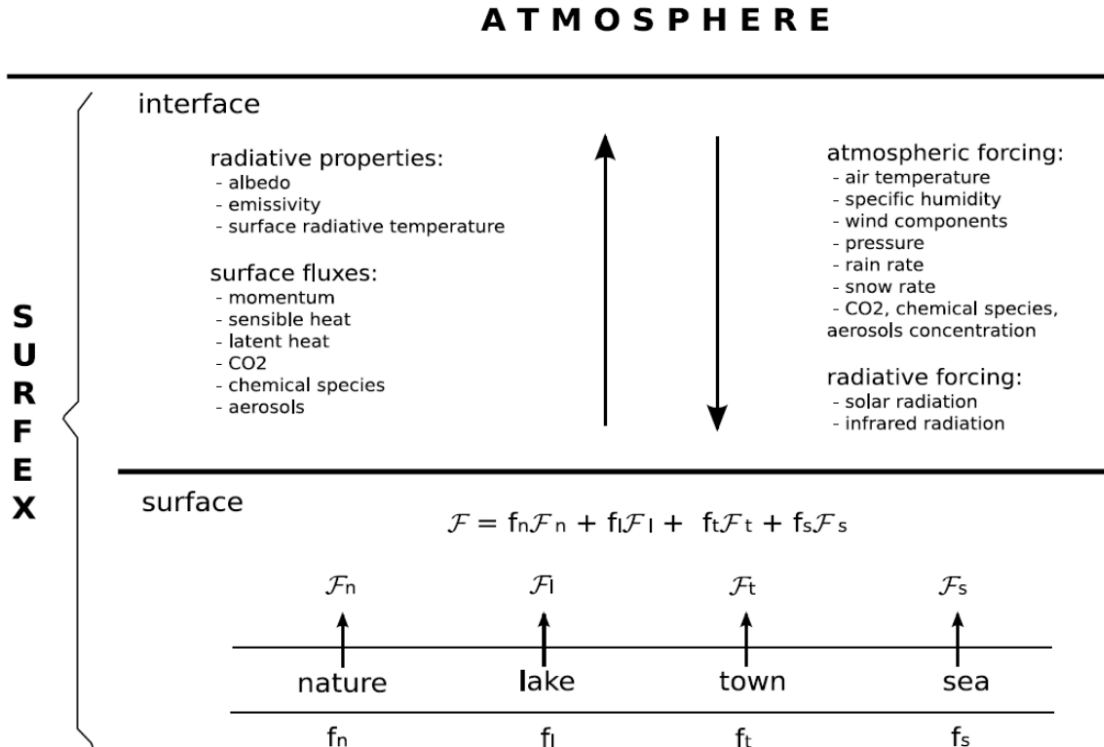 ATMOSPHERE
SURFEX
interface
radiative properties:
- albedo
- emissivity
- surface radiative temperature
surface fluxes:
- momentum
- sensible heat
- latent heat
- CO2
- chemical species
- aerosols
atmospheric forcing:
- air temperature
- specific humidity
- wind components
- pressure
- rain rate
- snow rate
- CO2, chemical species,
aerosols concentration
radiative forcing:
- solar radiation
- infrared radiation
surface
ℱ = fnℱn + flℱl + ftℱt + fsℱs
ℱn ℱl ℱt ℱs
nature lake town sea
fn fl ft fs